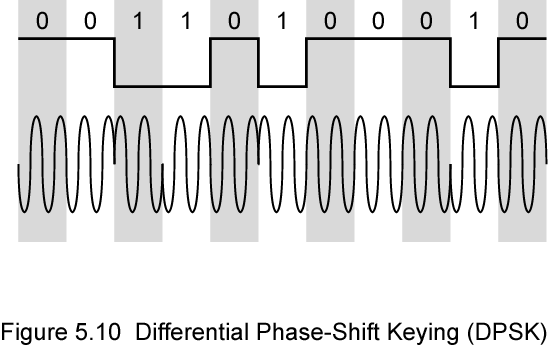 0 0 1 1 0 1 0 0 0 1 0
Figure 5.10 Differential Phase-Shift Keying (DPSK)